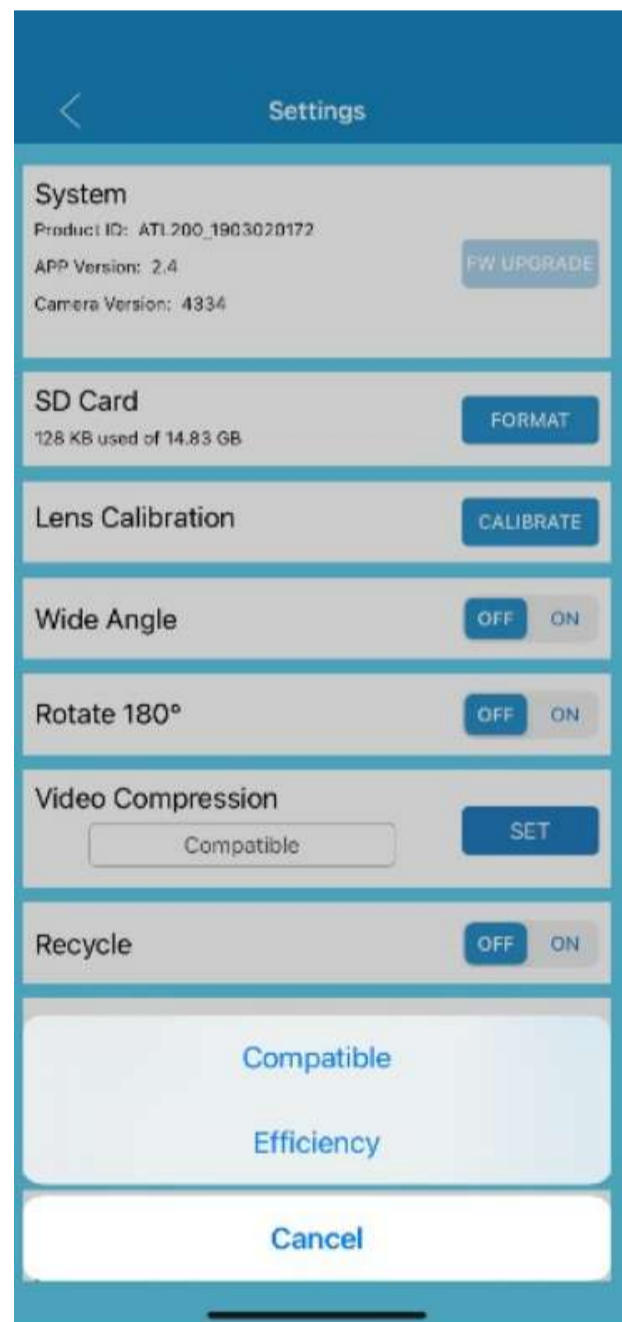 Settings
System
Product ID: ATL200_1903020172
APP Version: 2.4
FW UPGRADE
Camera Version: 4334
SD Card
128 KB used of 14.83 GB
FORMAT
Lens Calibration
CALIBRATE
Wide Angle
OFF ON
Rotate 180°
OFF ON
Video Compression
Compatible
SET
Recycle
OFF ON
Compatible
Efficiency
Cancel